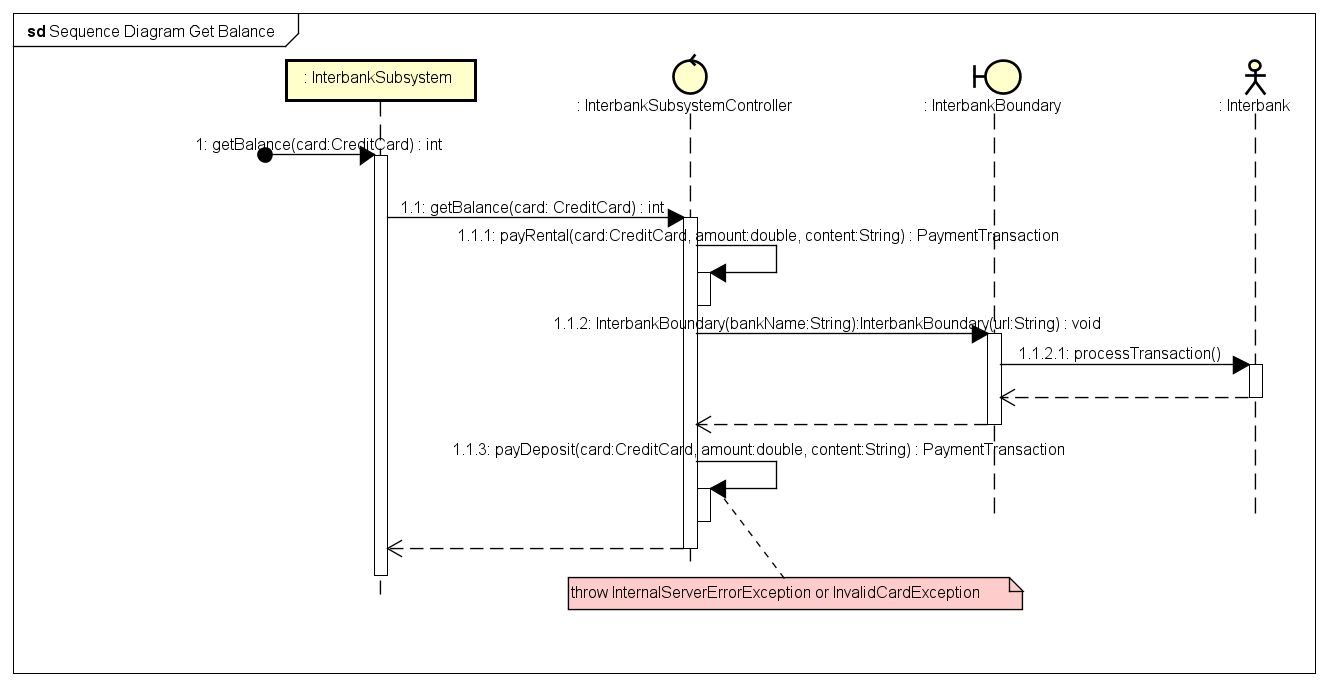 sd Sequence Diagram Get Balance
: InterbankSubsystem
: InterbankSubsystemController
: InterbankBoundary
: Interbank
1: getBalance(card:CreditCard) : int
1.1: getBalance(card: CreditCard) : int
1.1.1: payRental(card:CreditCard, amount:double, content:String) : PaymentTransaction
1.1.2: InterbankBoundary(bankName:String):InterbankBoundary(url:String) : void
1.1.2.1: processTransaction()
1.1.3: payDeposit(card:CreditCard, amount:double, content:String) : PaymentTransaction
throw InternalServerErrorException or InvalidCardException